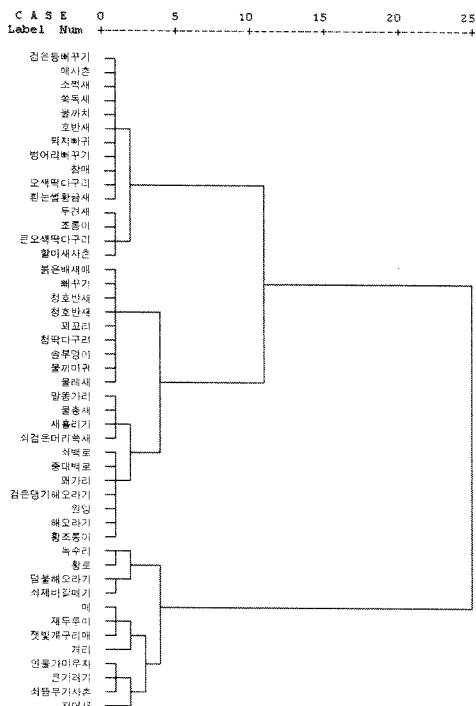 C A S E 0 5 10 15 20 25
Label Num
검은등뻐꾸기
매사촌
소쩍새
쏙독새
물까치
호반새
되지빠귀
벙어리뻐꾸기
참매
오색딱다구리
흰눈썹황금새
두견새
조롱이
큰오색딱다구리
할미새사촌
붉은배새매
뻐꾸기
청호반새
청호반새
꾀꼬리
청딱다구리
솔부엉이
물까마귀
물레새
말똥가리
물총새
새홀리기
쇠검은머리쑥새
쇠백로
중대백로
왜가리
검은댕기해오라기
원앙
해오라기
황조롱이
독수리
황로
덤불해오라기
쇠제비갈매기
매
재두루미
잿빛개구리매
개리
민물가마우지
큰기러기
쇠뜸부기사촌